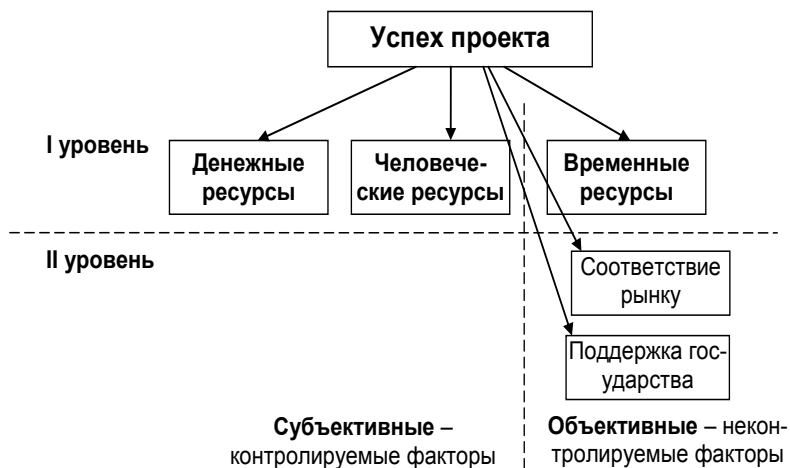 Успех проекта
I уровень
Денежные
ресурсы
Человече-
ские ресурсы
Временные
ресурсы
II уровень
Соответствие
рынку
Поддержка гос-
ударства
Субъективные –
контролируемые факторы
Объективные – некон-
тролируемые факторы